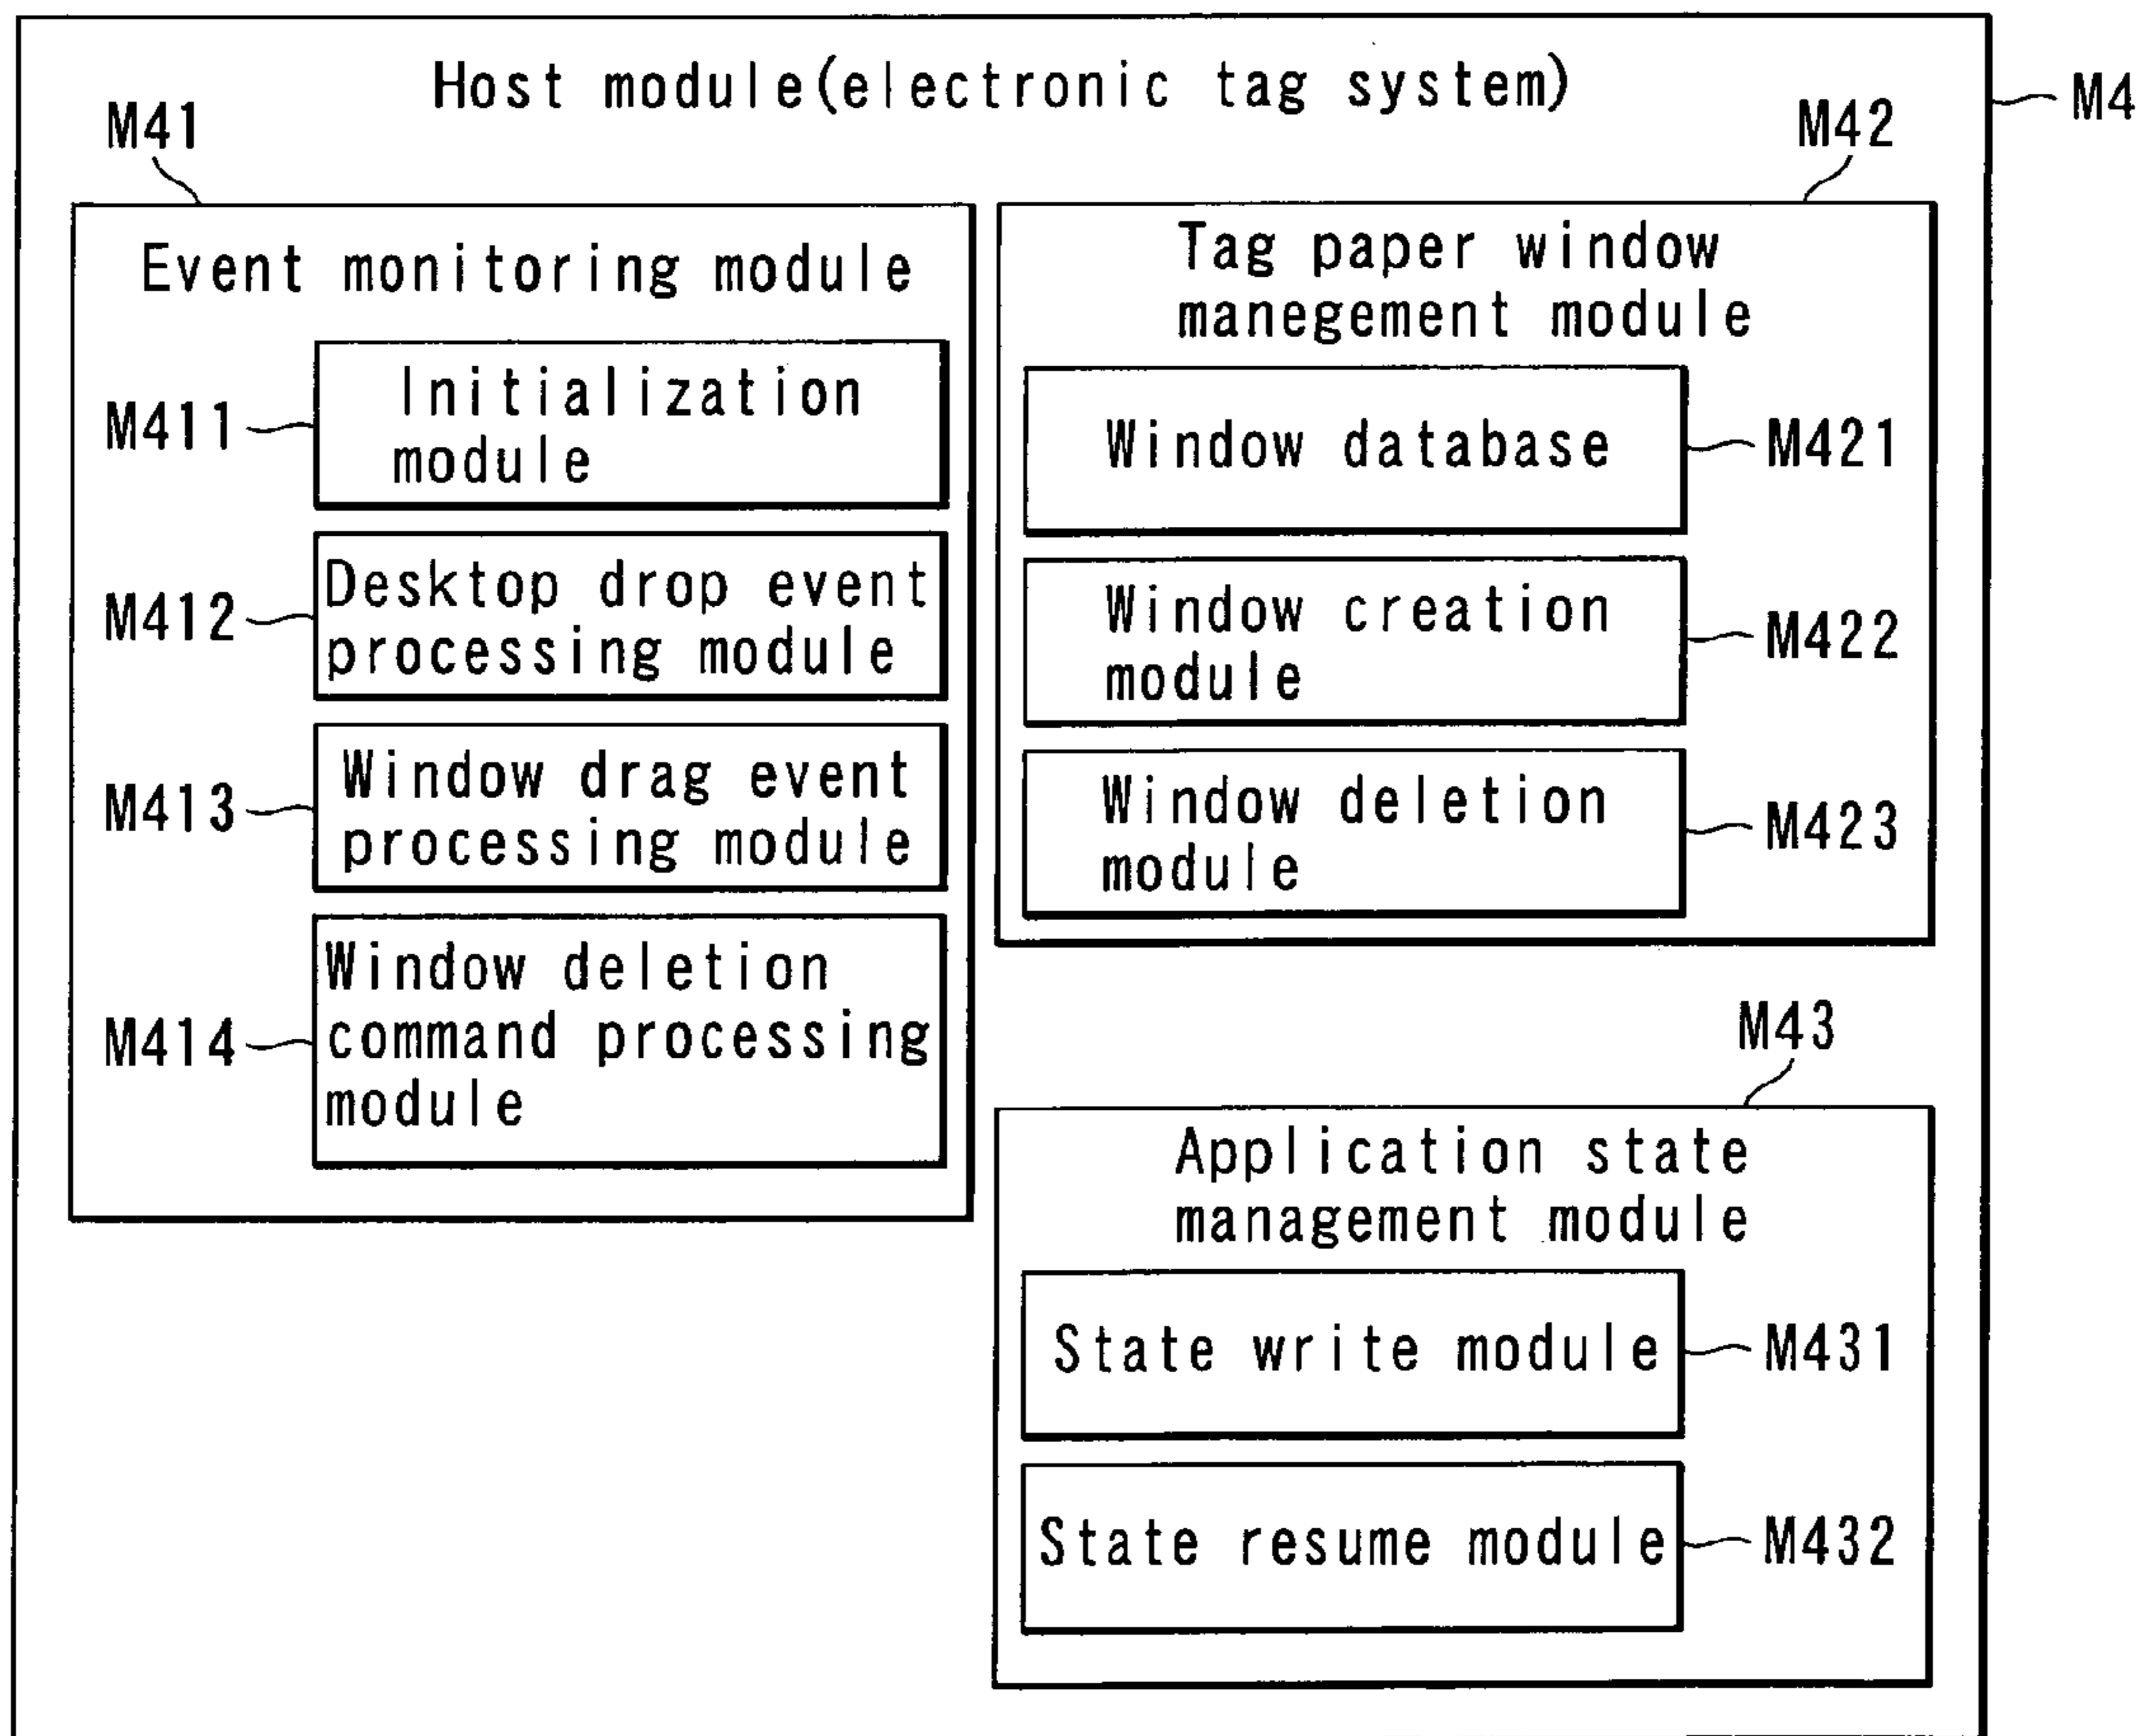 Host module(electronic tag system)
M4
M41
Event monitoring module
M411
Initialization
module
M412
Desktop drop event
processing module
M413
Window drag event
processing module
M414
Window deletion
command processing
module
M42
Tag paper window
manegement module
Window database
M421
Window creation
module
M422
Window deletion
module
M423
M43
Application state
management module
State write module
M431
State resume module
M432